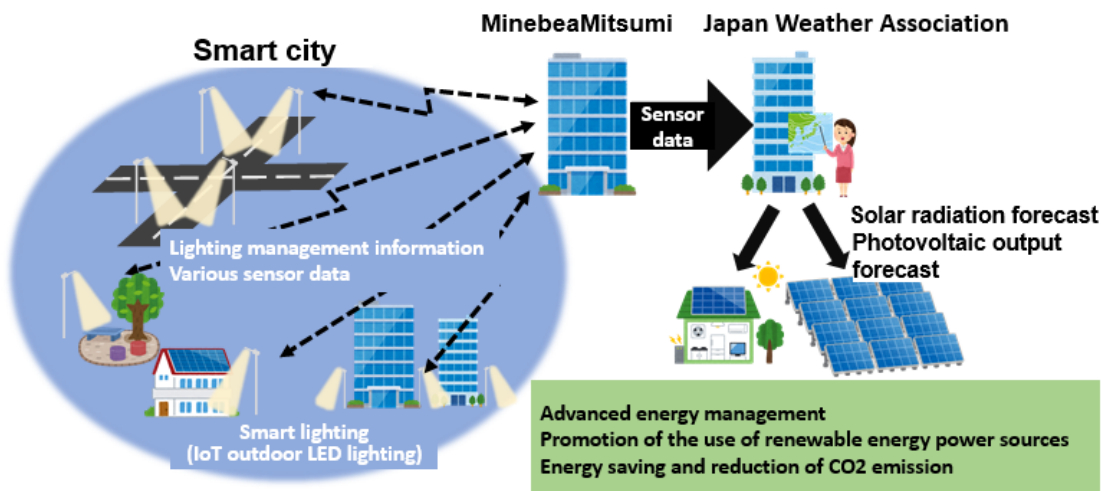 MinebeaMitsumi
Japan Weather Association
Smart city
Sensor
data
Lighting management information
Various sensor data
Solar radiation forecast
Photovoltaic output
forecast
Smart lighting
(IoT outdoor LED lighting)
Advanced energy management
Promotion of the use of renewable energy power sources
Energy saving and reduction of CO2 emission